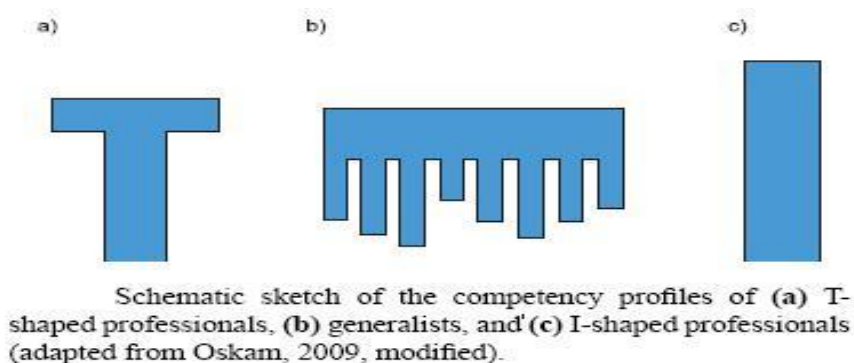 a)
b)
c)
Schematic sketch of the competency profiles of (a) T-
shaped professionals, (b) generalists, and (c) I-shaped professionals
(adapted from Oskam, 2009, modified).